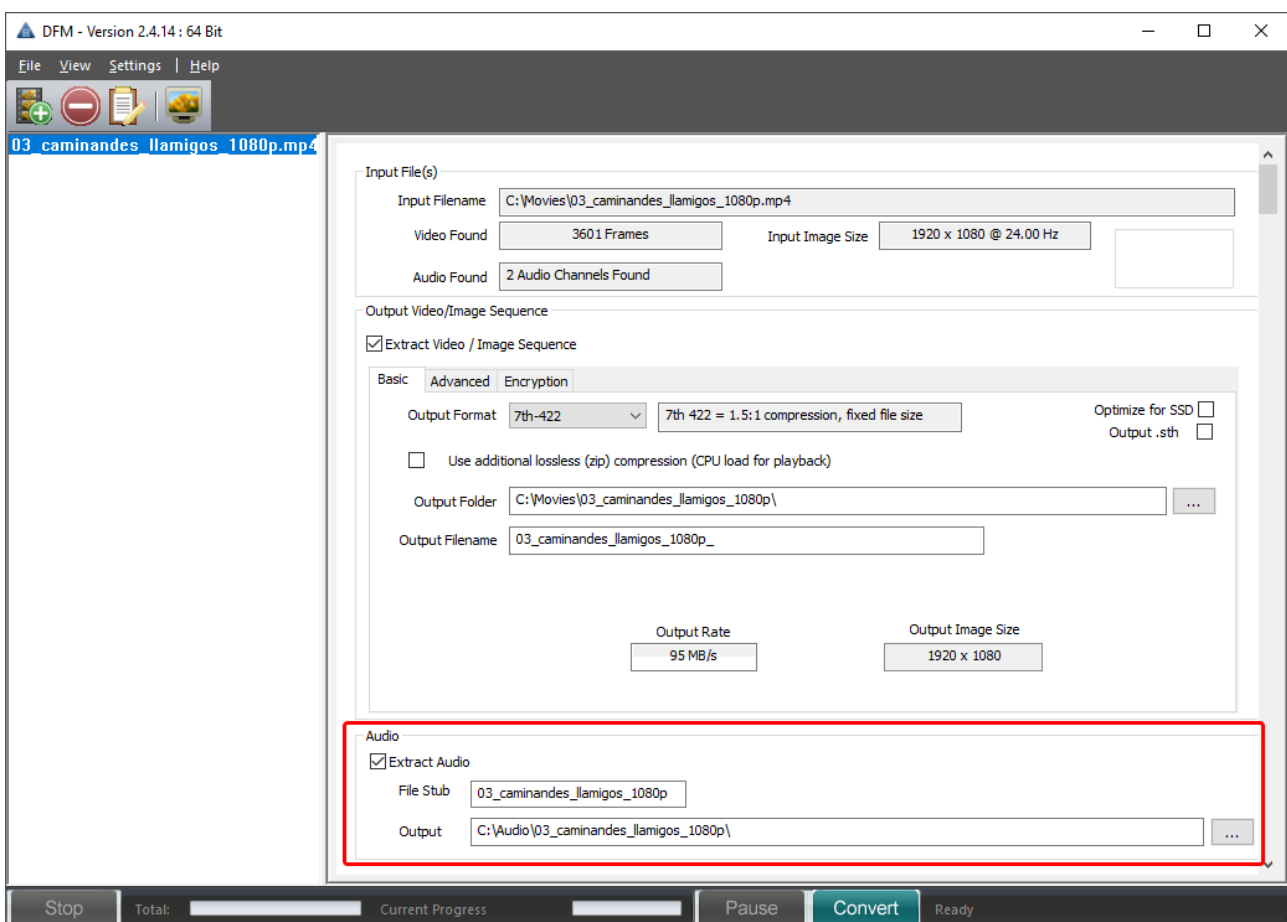 DFM - Version 2.4.14 : 64 Bit
File View Settings | Help
03_caminandes_llamigos_1080p.mp4
Input File(s)
Input Filename C:\Movies\03_caminandes_llamigos_1080p.mp4
Video Found 3601 Frames Input Image Size 1920 x 1080 @ 24.00 Hz
Audio Found 2 Audio Channels Found
Output Video/Image Sequence
Extract Video / Image Sequence
Basic Advanced Encryption
Output Format 7th-422 7th 422 = 1.5:1 compression, fixed file size Optimize for SSD
Output .sth
Use additional lossless (zip) compression (CPU load for playback)
Output Folder C:\Movies\03_caminandes_llamigos_1080p\ ...
Output Filename 03_caminandes_llamigos_1080p_
Output Rate Output Image Size
95 MB/s 1920 x 1080
Audio
Extract Audio
File Stub 03_caminandes_llamigos_1080p
Output C:\Audio\03_caminandes_llamigos_1080p\ ...
Stop Total: Current Progress Pause Convert Ready